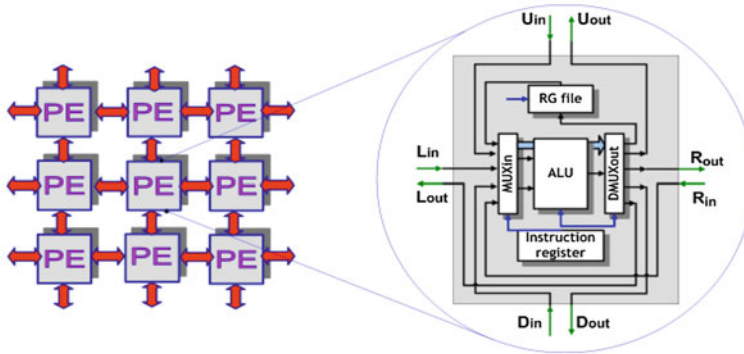 PE PE PE
PE PE PE
PE PE PE
Uin Uout
RG file
Lin
Lout
MUXin
ALU
DMUXout
Rout
Rin
Instruction
register
Din Dout